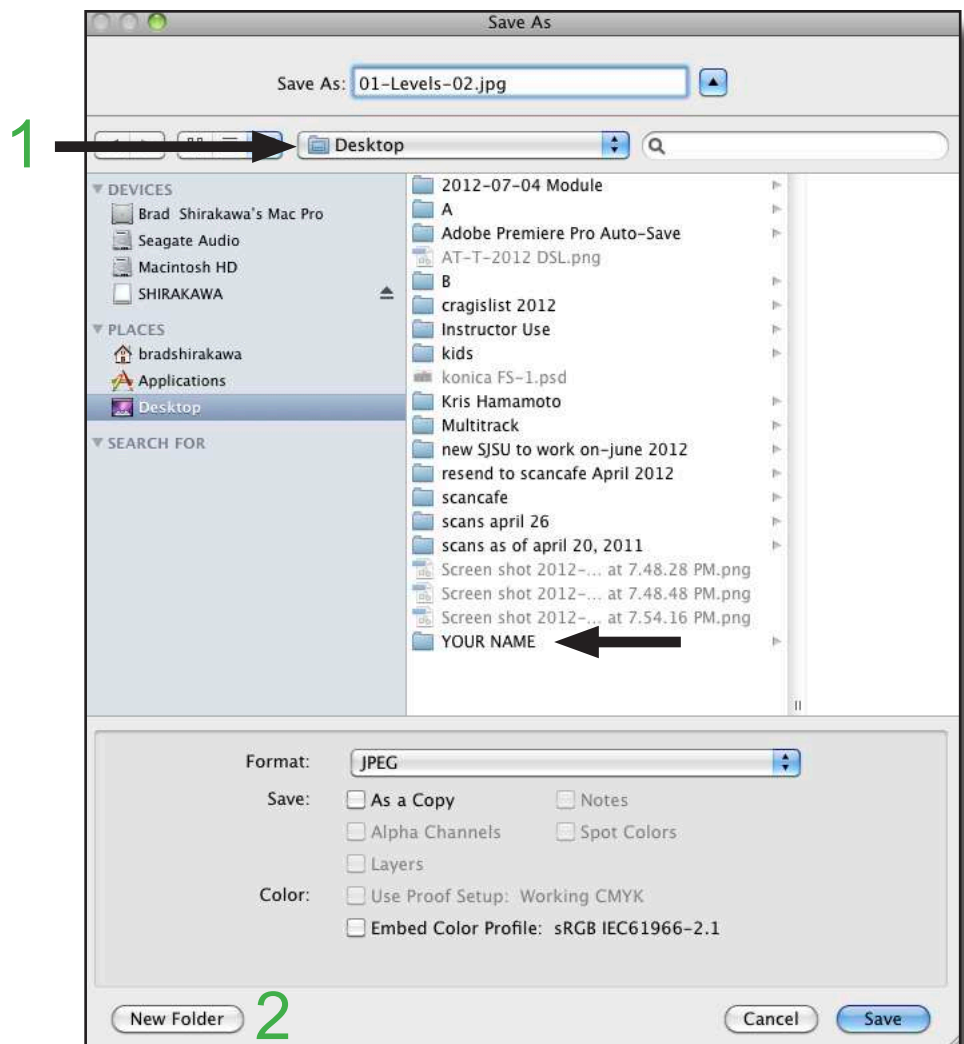 Save As
Save As: 01-Levels-02.jpg
1
Desktop
DEVICES
Brad Shirakawa's Mac Pro
Seagate Audio
Macintosh HD
SHIRAKAWA
PLACES
bradshirakawa
Applications
Desktop
SEARCH FOR
2012-07-04 Module
A
Adobe Premiere Pro Auto-Save
AT-T-2012 DSL.png
B
cragislist 2012
Instructor Use
kids
konica FS-1.psd
Kris Hamamoto
Multitrack
new SJSU to work on-june 2012
resend to scancafe April 2012
scancafe
scans april 26
scans as of april 20, 2011
Screen shot 2012-... at 7.48.28 PM.png
Screen shot 2012-... at 7.48.48 PM.png
Screen shot 2012-... at 7.54.16 PM.png
YOUR NAME
Format: JPEG
Save: As a Copy Notes
Alpha Channels Spot Colors
Layers
Color: Use Proof Setup: Working CMYK
Embed Color Profile: sRGB IEC61966-2.1
New Folder 2 Cancel Save